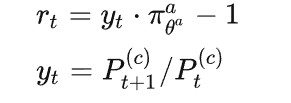 r_t = y_t · π^a_{θ^a} − 1
y_t = P^{(c)}_{t+1} / P^{(c)}_t